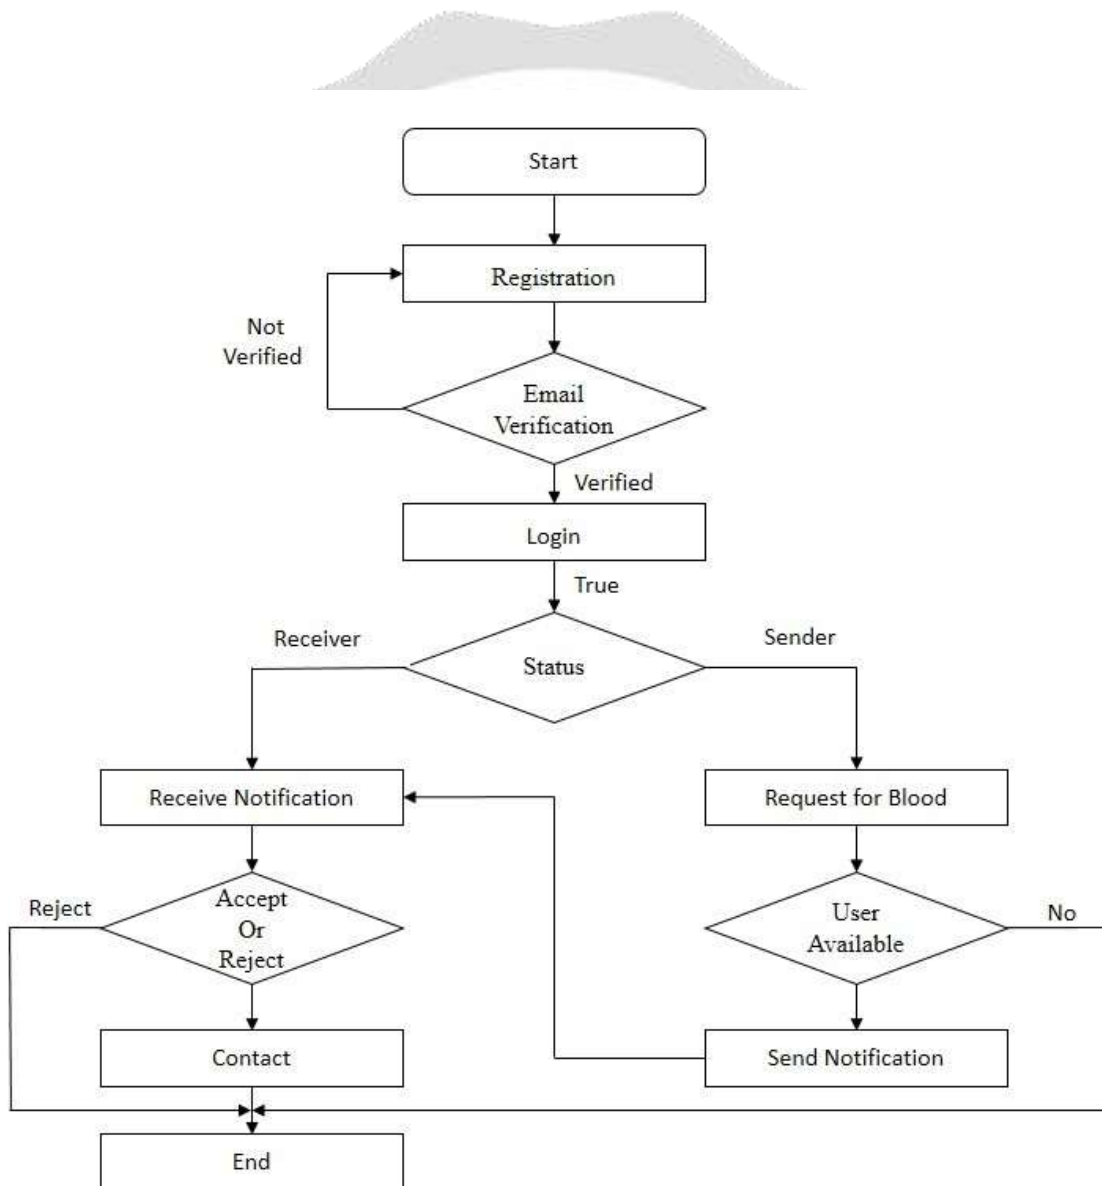 Start
Registration
Not
Verified
Email
Verification
Verified
Login
True
Receiver
Status
Sender
Receive Notification
Request for Blood
Reject
Accept
Or
Reject
User
Available
No
Contact
Send Notification
End